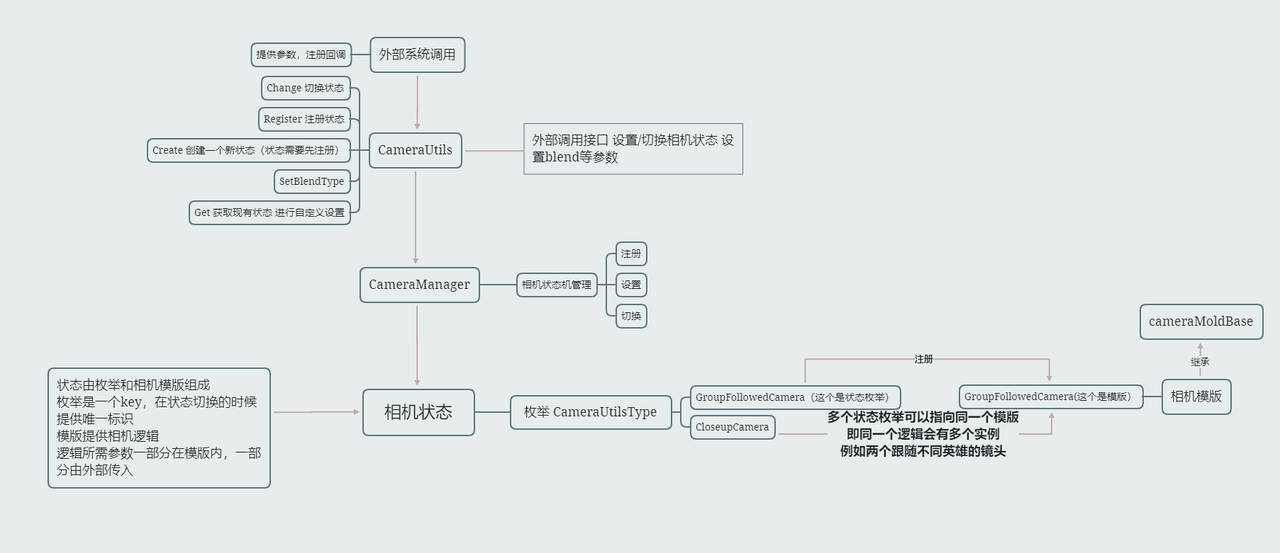 提供参数，注册回调
外部系统调用
Change 切换状态
Register 注册状态
Create 创建一个新状态（状态需要先注册）
SetBlendType
Get 获取现有状态 进行自定义设置
CameraUtils
外部调用接口 设置/切换相机状态 设
置blend等参数
CameraManager
相机状态机管理
注册
设置
切换
状态由枚举和相机模版组成
枚举是一个key，在状态切换的时候
提供唯一标识
模版提供相机逻辑
逻辑所需参数一部分在模版内，一部
分由外部传入
相机状态
枚举 CameraUtilsType
GroupFollowedCamera（这个是状态枚举）
CloseupCamera
注册
多个状态枚举可以指向同一个模版
即同一个逻辑会有多个实例
例如两个跟随不同英雄的镜头
GroupFollowedCamera(这个是模版）
相机模版
继承
cameraMoldBase